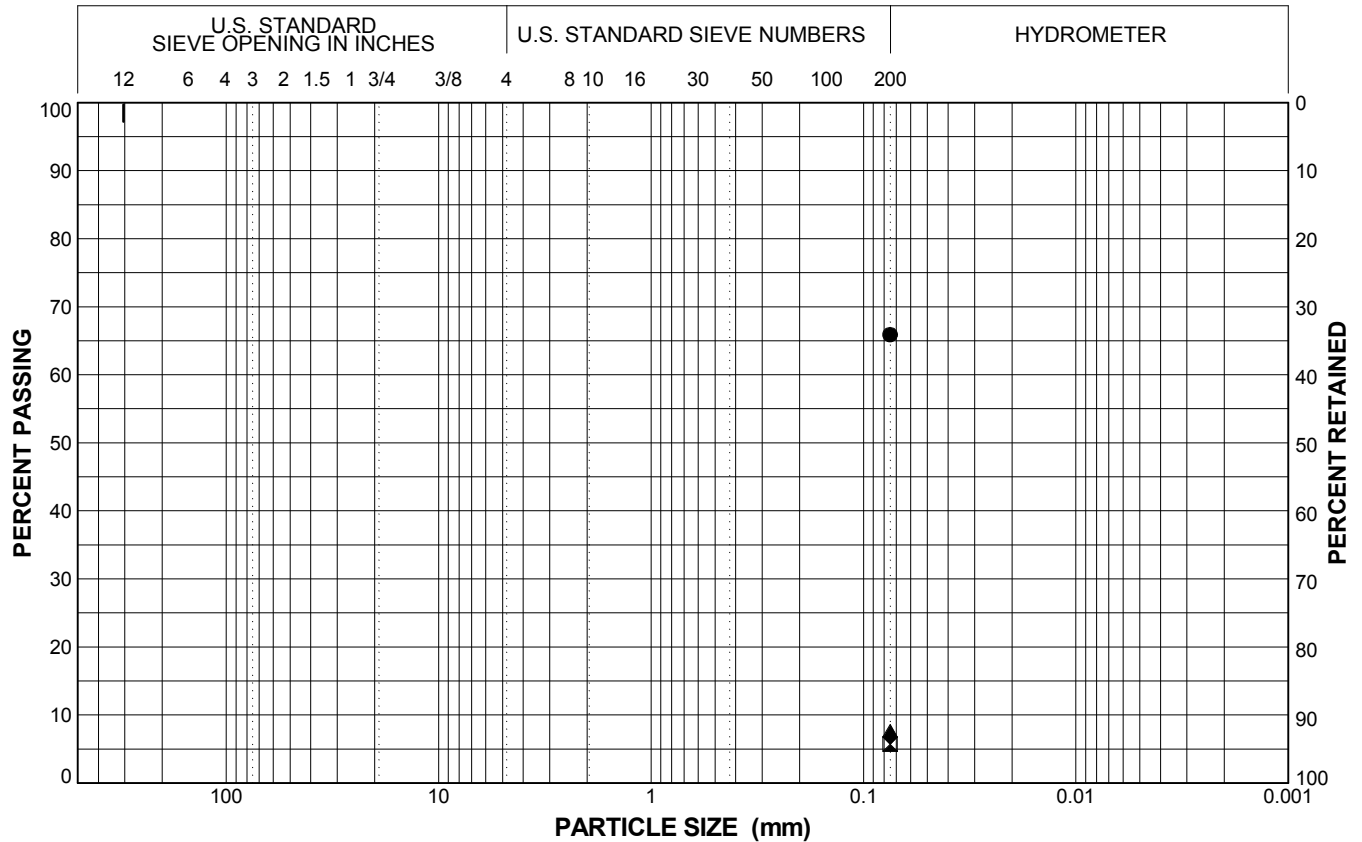 U.S. STANDARD
SIEVE OPENING IN INCHES
U.S. STANDARD SIEVE NUMBERS
HYDROMETER
12 6 4 3 2 1.5 1 3/4 3/8 4 8 10 16 30 50 100 200
100 0
90 10
80 20
70 30
60 40
50 50
40 60
30 70
20 80
10 90
0 100
PERCENT PASSING
PERCENT RETAINED
100 10 1 0.1 0.01 0.001
PARTICLE SIZE (mm)